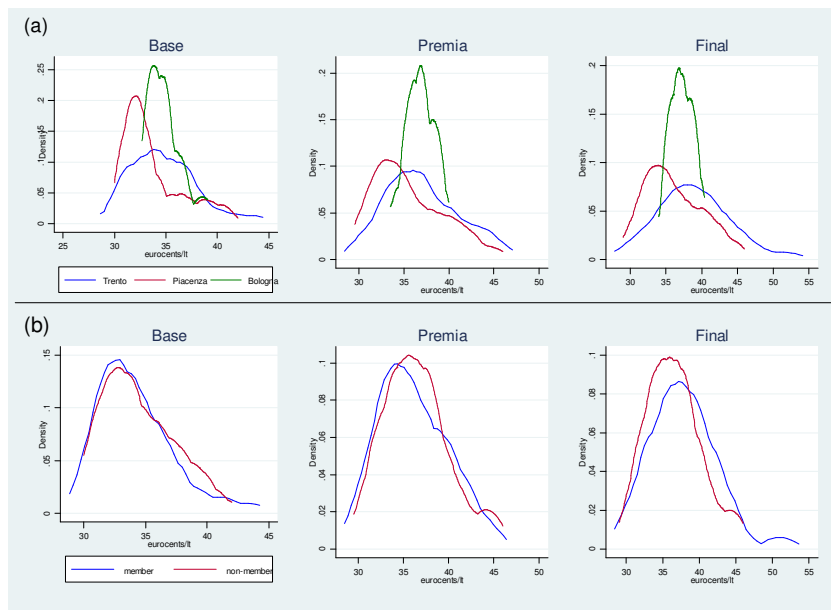 (a)
Base
Premia
Final
Density
0
.05
.1
.15
.2
.25
25
30
35
40
45
eurocents/lt
Density
0
.05
.1
.15
.2
30
35
40
45
50
eurocents/lt
Density
0
.05
.1
.15
.2
30
35
40
45
50
55
eurocents/lt
Trento
Piacenza
Bologna
(b)
Base
Premia
Final
Density
0
.05
.1
.15
30
35
40
45
eurocents/lt
Density
0
.02
.04
.06
.08
.1
30
35
40
45
50
eurocents/lt
Density
0
.02
.04
.06
.08
.1
30
35
40
45
50
55
eurocents/lt
member
non-member